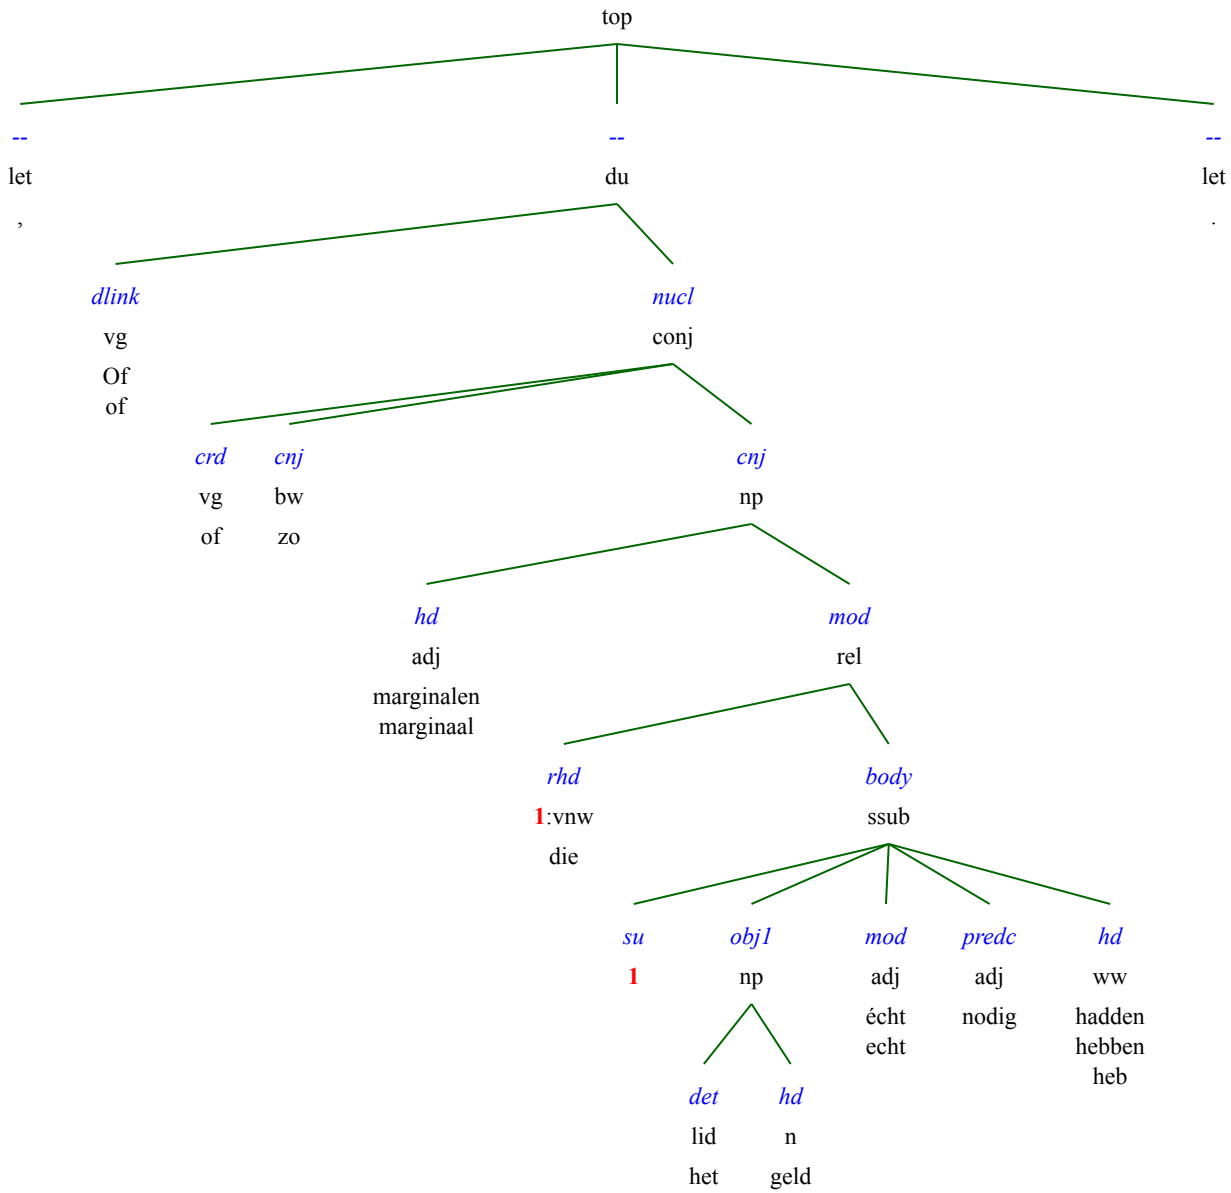 top
-- -- --
let du let
, .
dlink nucl
vg conj
Of
of
crd cnj cnj
vg bw np
of zo
hd mod
adj rel
marginalen
marginaal
rhd body
1:vnw ssub
die
su obj1 mod predc hd
1 np adj adj ww
écht nodig hadden
echt hebben
heb
det hd
lid n
het geld